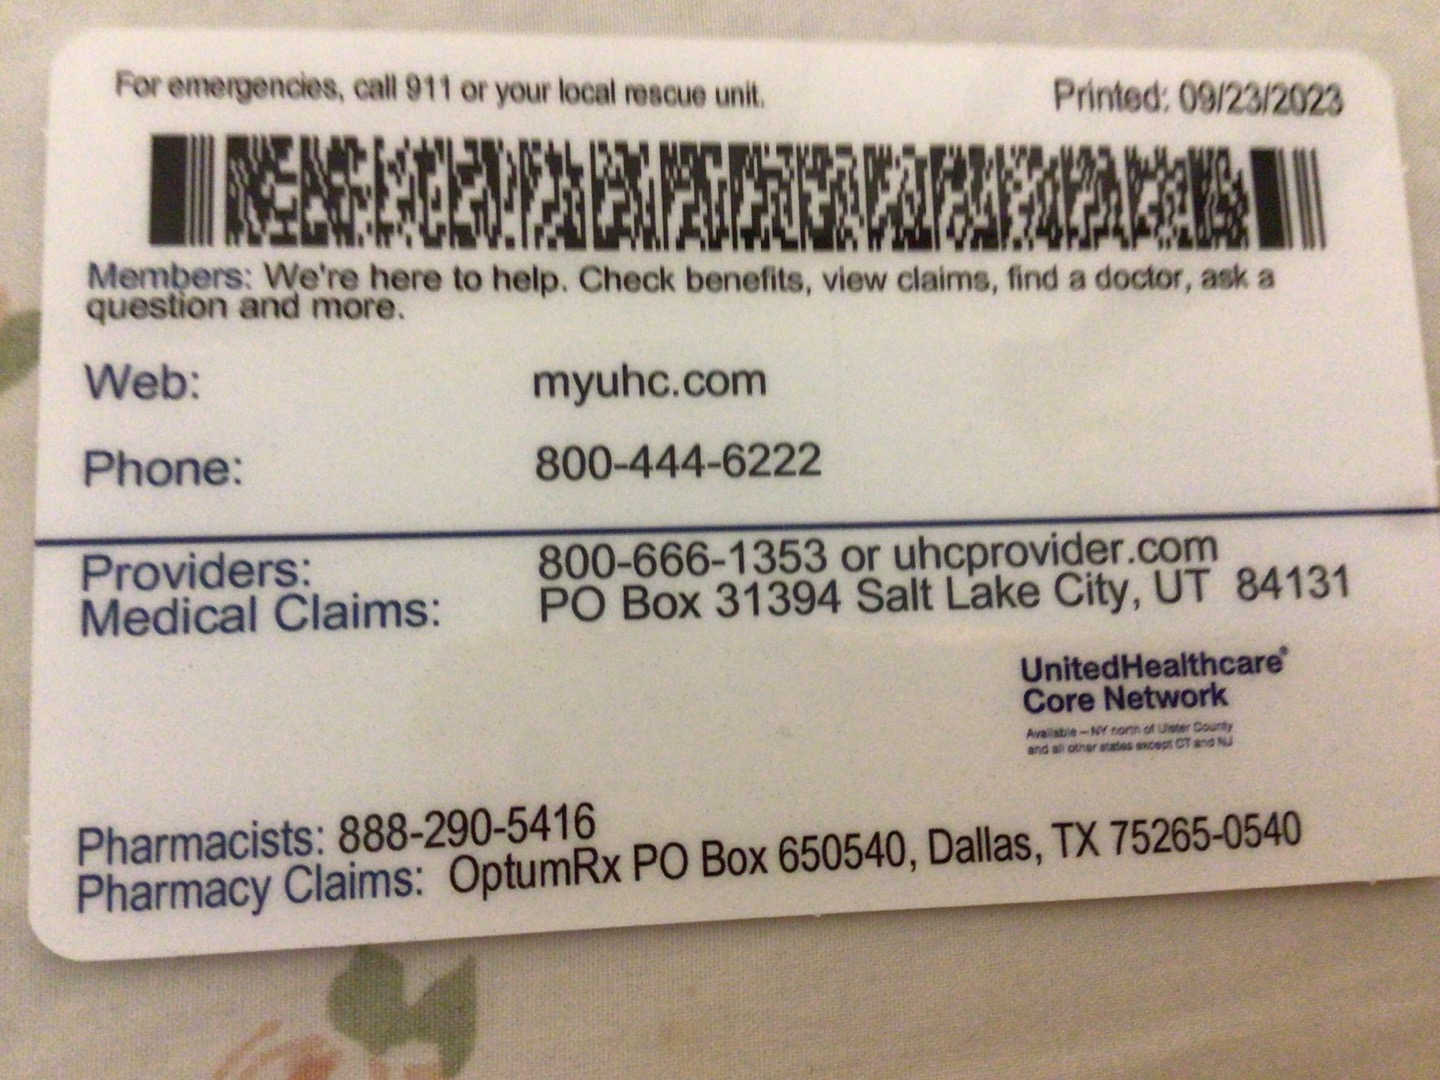 For emergencies, call 911 or your local rescue unit.
Printed: 09/23/2023
Members: We're here to help. Check benefits, view claims, find a doctor, ask a
question and more.
Web: myuhc.com
Phone: 800-444-6222
Providers: 800-666-1353 or uhcprovider.com
Medical Claims: PO Box 31394 Salt Lake City, UT 84131
UnitedHealthcare®
Core Network
Available – NY north of Ulster County
and all other states except CT and NJ
Pharmacists: 888-290-5416
Pharmacy Claims: OptumRx PO Box 650540, Dallas, TX 75265-0540